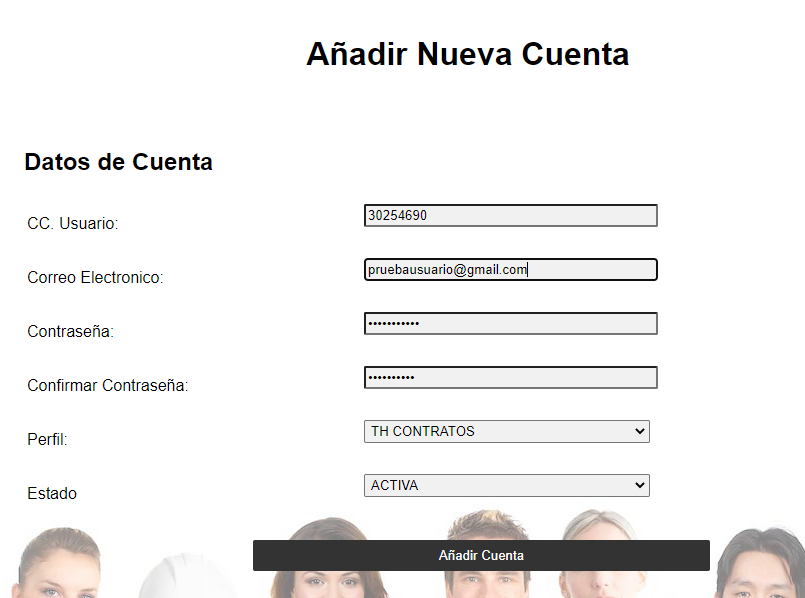 Añadir Nueva Cuenta
Datos de Cuenta
CC. Usuario: 30254690
Correo Electronico: pruebausuario@gmail.com
Contraseña: •••••••••••
Confirmar Contraseña: ••••••••••
Perfil: TH CONTRATOS
Estado ACTIVA
Añadir Cuenta